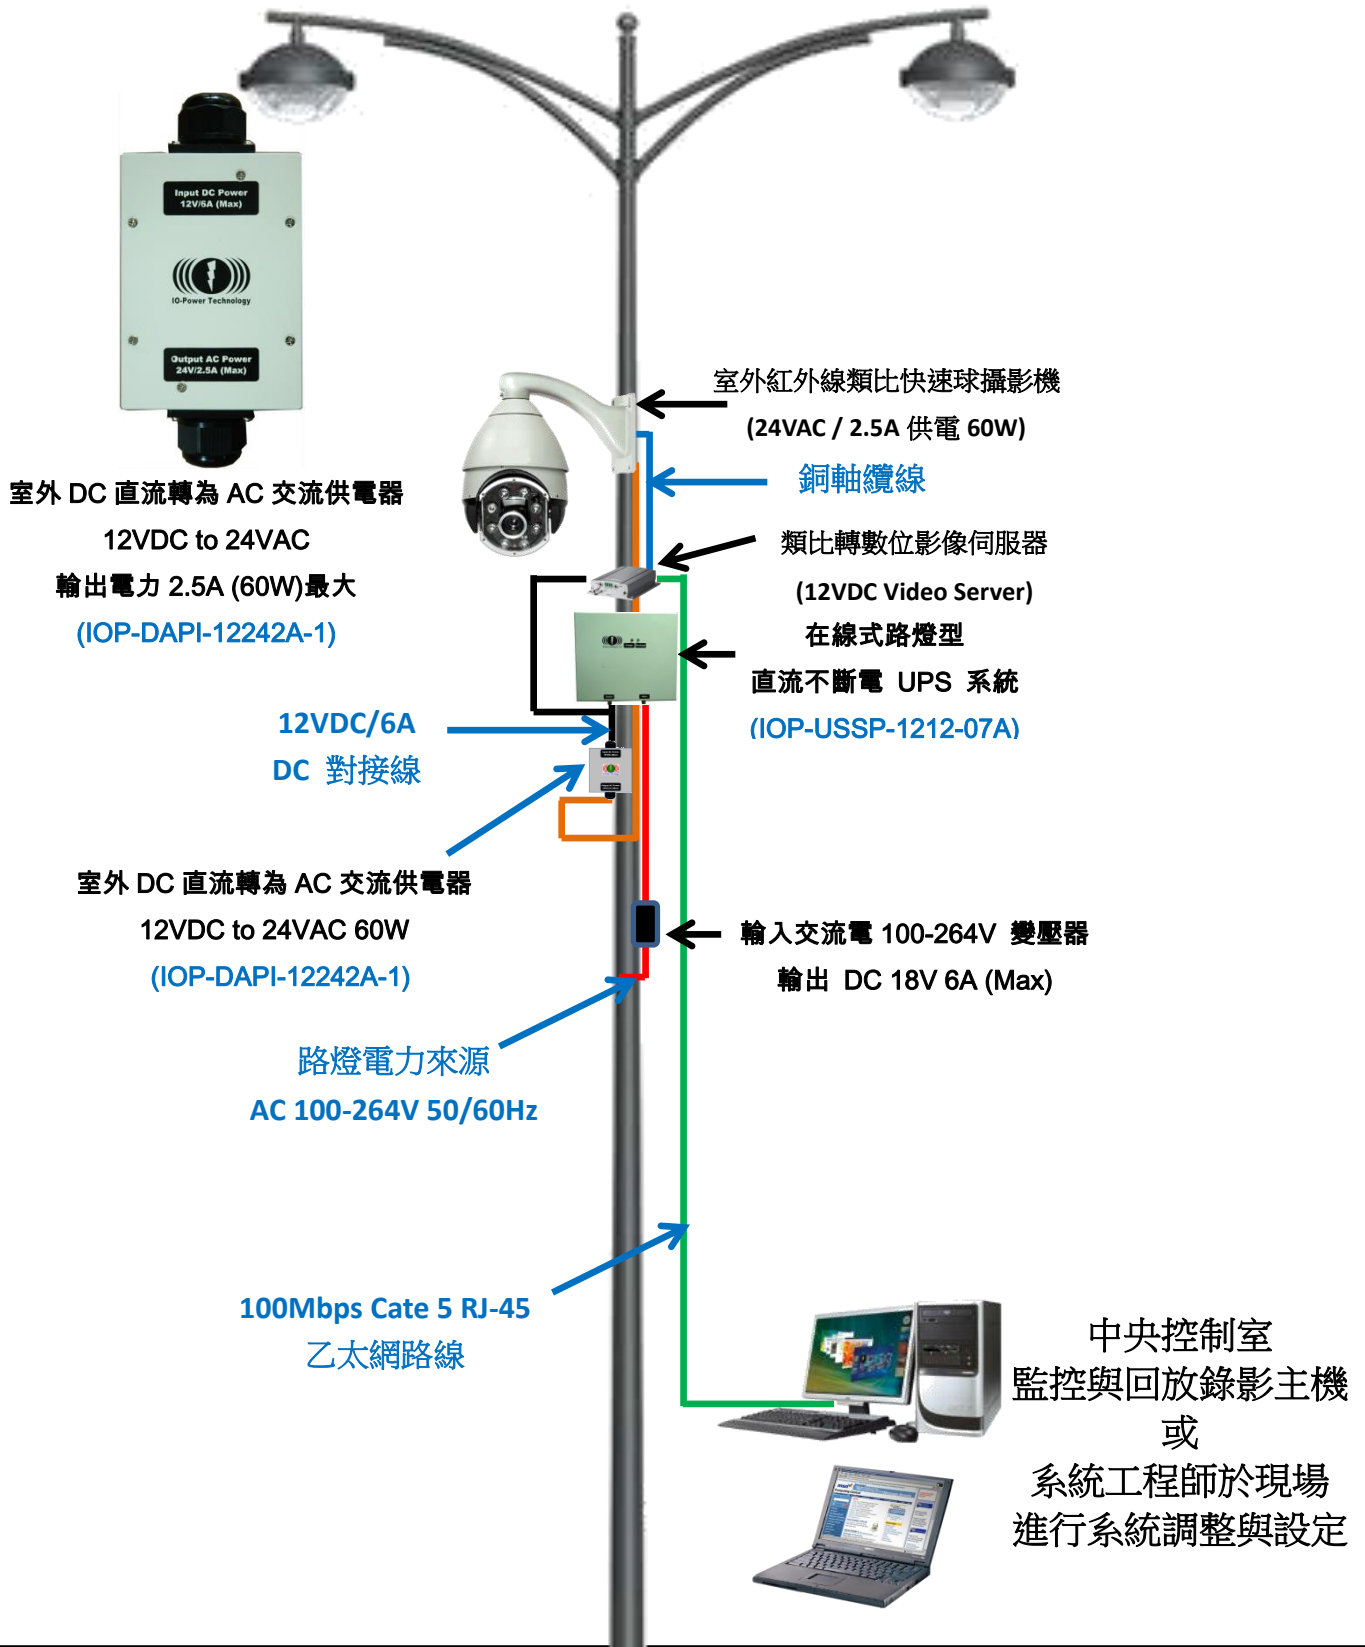 Input DC Power
12V/6A (Max)
IO-Power Technology
Output AC Power
24V/2.5A (Max)
室外 DC 直流轉為 AC 交流供電器
12VDC to 24VAC
輸出電力 2.5A (60W)最大
(IOP-DAPI-12242A-1)
室外紅外線類比快速球攝影機
(24VAC / 2.5A 供電 60W)
銅軸纜線
類比轉數位影像伺服器
(12VDC Video Server)
在線式路燈型
直流不斷電 UPS 系統
(IOP-USSP-1212-07A)
12VDC/6A
DC 對接線
室外 DC 直流轉為 AC 交流供電器
12VDC to 24VAC 60W
(IOP-DAPI-12242A-1)
輸入交流電 100-264V 變壓器
輸出 DC 18V 6A (Max)
路燈電力來源
AC 100-264V 50/60Hz
100Mbps Cate 5 RJ-45
乙太網路線
中央控制室
監控與回放錄影主機
或
系統工程師於現場
進行系統調整與設定